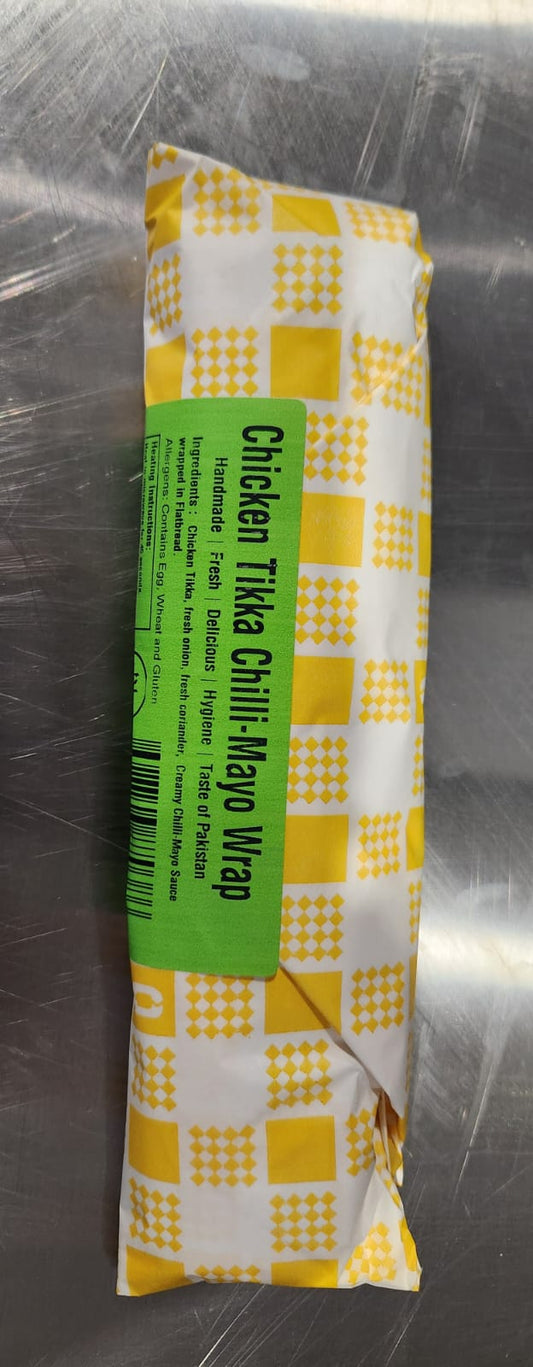 Chicken Tikka Chilli-Mayo Wrap
Handmade | Fresh | Delicious | Hygiene | Taste of Pakistan
Ingredients : Chicken Tikka, fresh onion, fresh coriander, Creamy Chilli-Mayo Sauce
wrapped in Flatbread.
Allergens: Contains Egg, Wheat and Gluten
Heating Instructions: